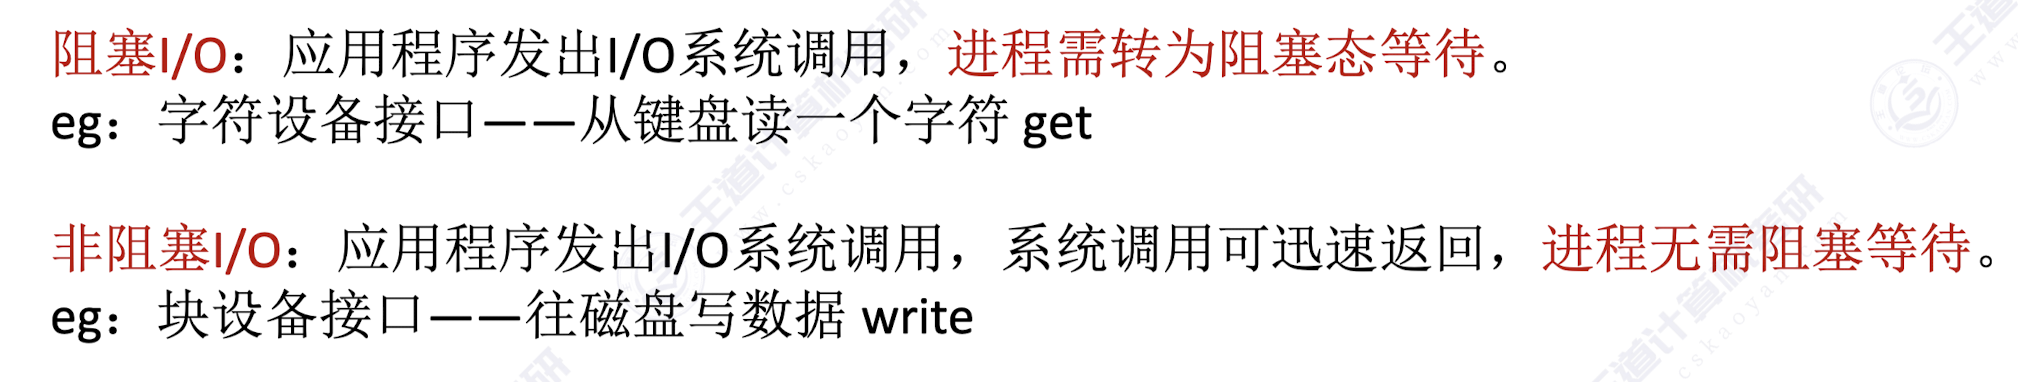 阻塞I/O：应用程序发出I/O系统调用，进程需转为阻塞态等待。
eg：字符设备接口——从键盘读一个字符 get
非阻塞I/O：应用程序发出I/O系统调用，系统调用可迅速返回，进程无需阻塞等待。
eg：块设备接口——往磁盘写数据 write